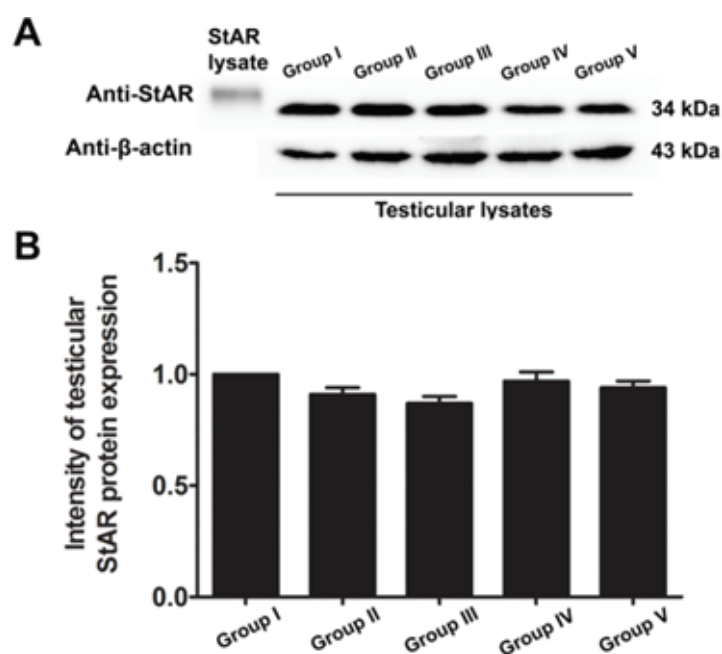 A
StAR
lysate
Group I Group II Group III Group IV Group V
Anti-StAR
34 kDa
Anti-β-actin
43 kDa
Testicular lysates
B
Intensity of testicular
StAR protein expression
1.5
1.0
0.5
0.0
Group I Group II Group III Group IV Group V